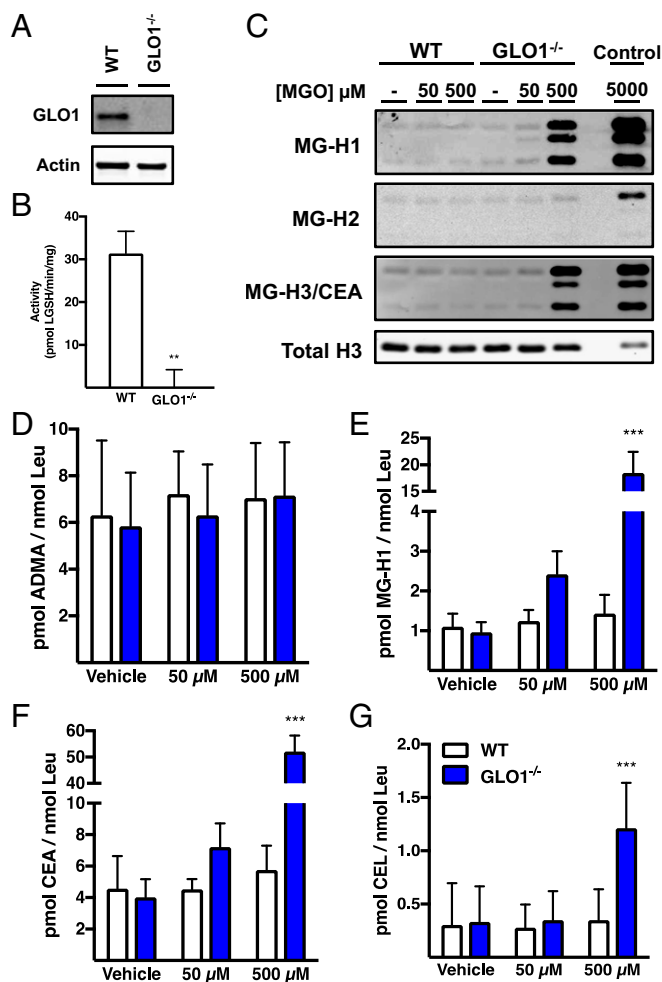 A
WT
GLO1-/-
GLO1
Actin
B
Activity
(pmol LGSH/min/mg)
40
30
20
10
**
WT GLO1-/-
C
WT GLO1-/- Control
[MGO] µM - 50 500 - 50 500 5000
MG-H1
MG-H2
MG-H3/CEA
Total H3
D
pmol ADMA / nmol Leu
10
8
6
4
2
Vehicle 50 µM 500 µM
E
pmol MG-H1 / nmol Leu
25
20
15
4
3
2
1
***
Vehicle 50 µM 500 µM
F
pmol CEA / nmol Leu
60
50
40
30
8
6
4
2
***
Vehicle 50 µM 500 µM
G
pmol CEL / nmol Leu
2.0
1.5
1.0
0.5
WT
GLO1-/-
***
Vehicle 50 µM 500 µM